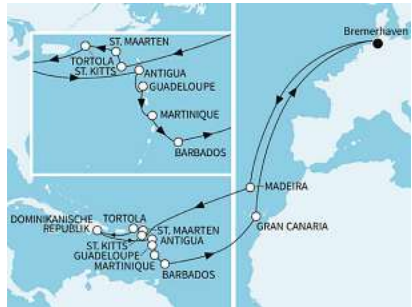 Bremerhaven
ST. MAARTEN
TORTOLA
ST. KITTS
ANTIGUA
GUADELOUPE
MARTINIQUE
BARBADOS
MADEIRA
GRAN CANARIA
DOMINIKANISCHE
REPUBLIK
TORTOLA
ST. MAARTEN
ST. KITTS
ANTIGUA
GUADELOUPE
MARTINIQUE
BARBADOS